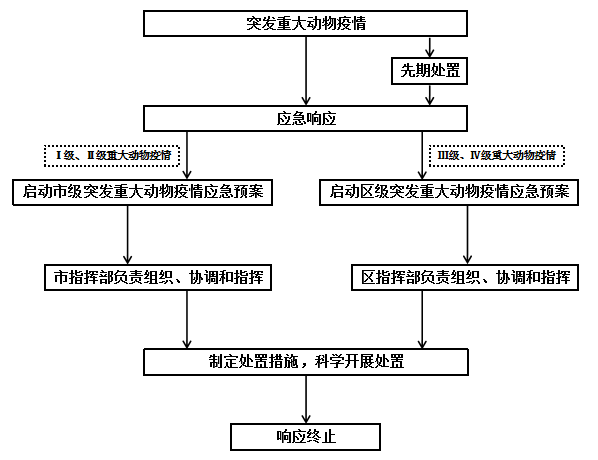 突发重大动物疫情
先期处置
应急响应
Ⅰ级、Ⅱ级重大动物疫情
Ⅲ级、Ⅳ级重大动物疫情
启动市级突发重大动物疫情应急预案
启动区级突发重大动物疫情应急预案
市指挥部负责组织、协调和指挥
区指挥部负责组织、协调和指挥
制定处置措施，科学开展处置
响应终止